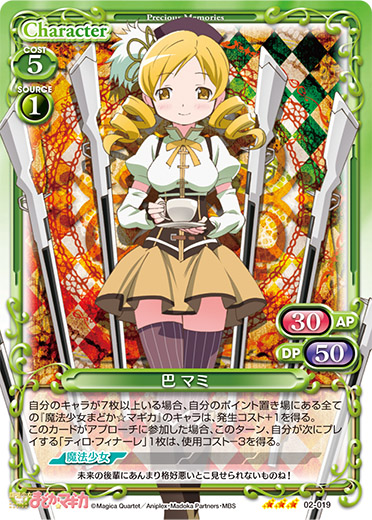 Precious Memories
Character
COST
5
SOURCE
1
30 AP
DP 50
巴 マミ
自分のキャラが7枚以上いる場合、自分のポイント置き場にある全て
の『魔法少女まどか☆マギカ』のキャラは、発生コスト+1を得る。
このカードがアプローチに参加した場合、このターン、自分が次にプレ
イする「ティロ・フィナーレ」1枚は、使用コスト-3を得る。
魔法少女
未来の後輩にあんまり格好悪いとこ見せられないものね!
まどか☆マギカ
©Magica Quartet/Aniplex・Madoka Partners・MBS
★★★ 02-019